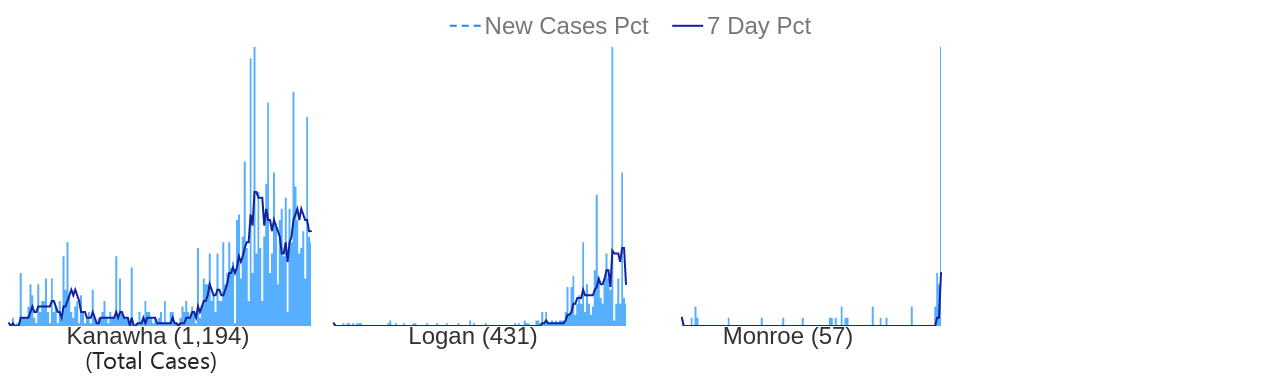 New Cases Pct 7 Day Pct
Kanawha (1,194) Logan (431) Monroe (57)
(Total Cases)